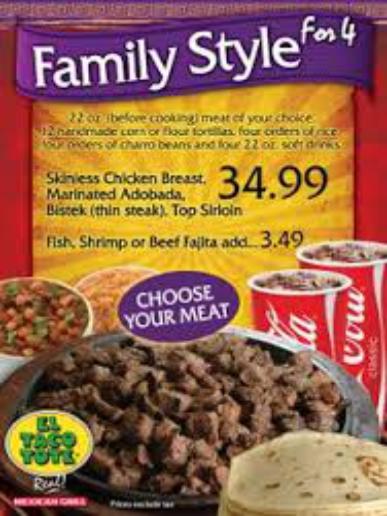 Family Style for 4
22 oz. (before cooking) meat of your choice
12 handmade corn or flour tortillas, four orders of rice
four orders of charro beans and four 22 oz. soft drinks
Skinless Chicken Breast,
Marinated Adobada,
Bistek (thin steak), Top Sirloin
34.99
Fish, Shrimp or Beef Fajita add... 3.49
CHOOSE
YOUR MEAT
Coca
classic
EL
TACO
TOTE
Real!
MEXICAN GRILL
Prices exclude tax